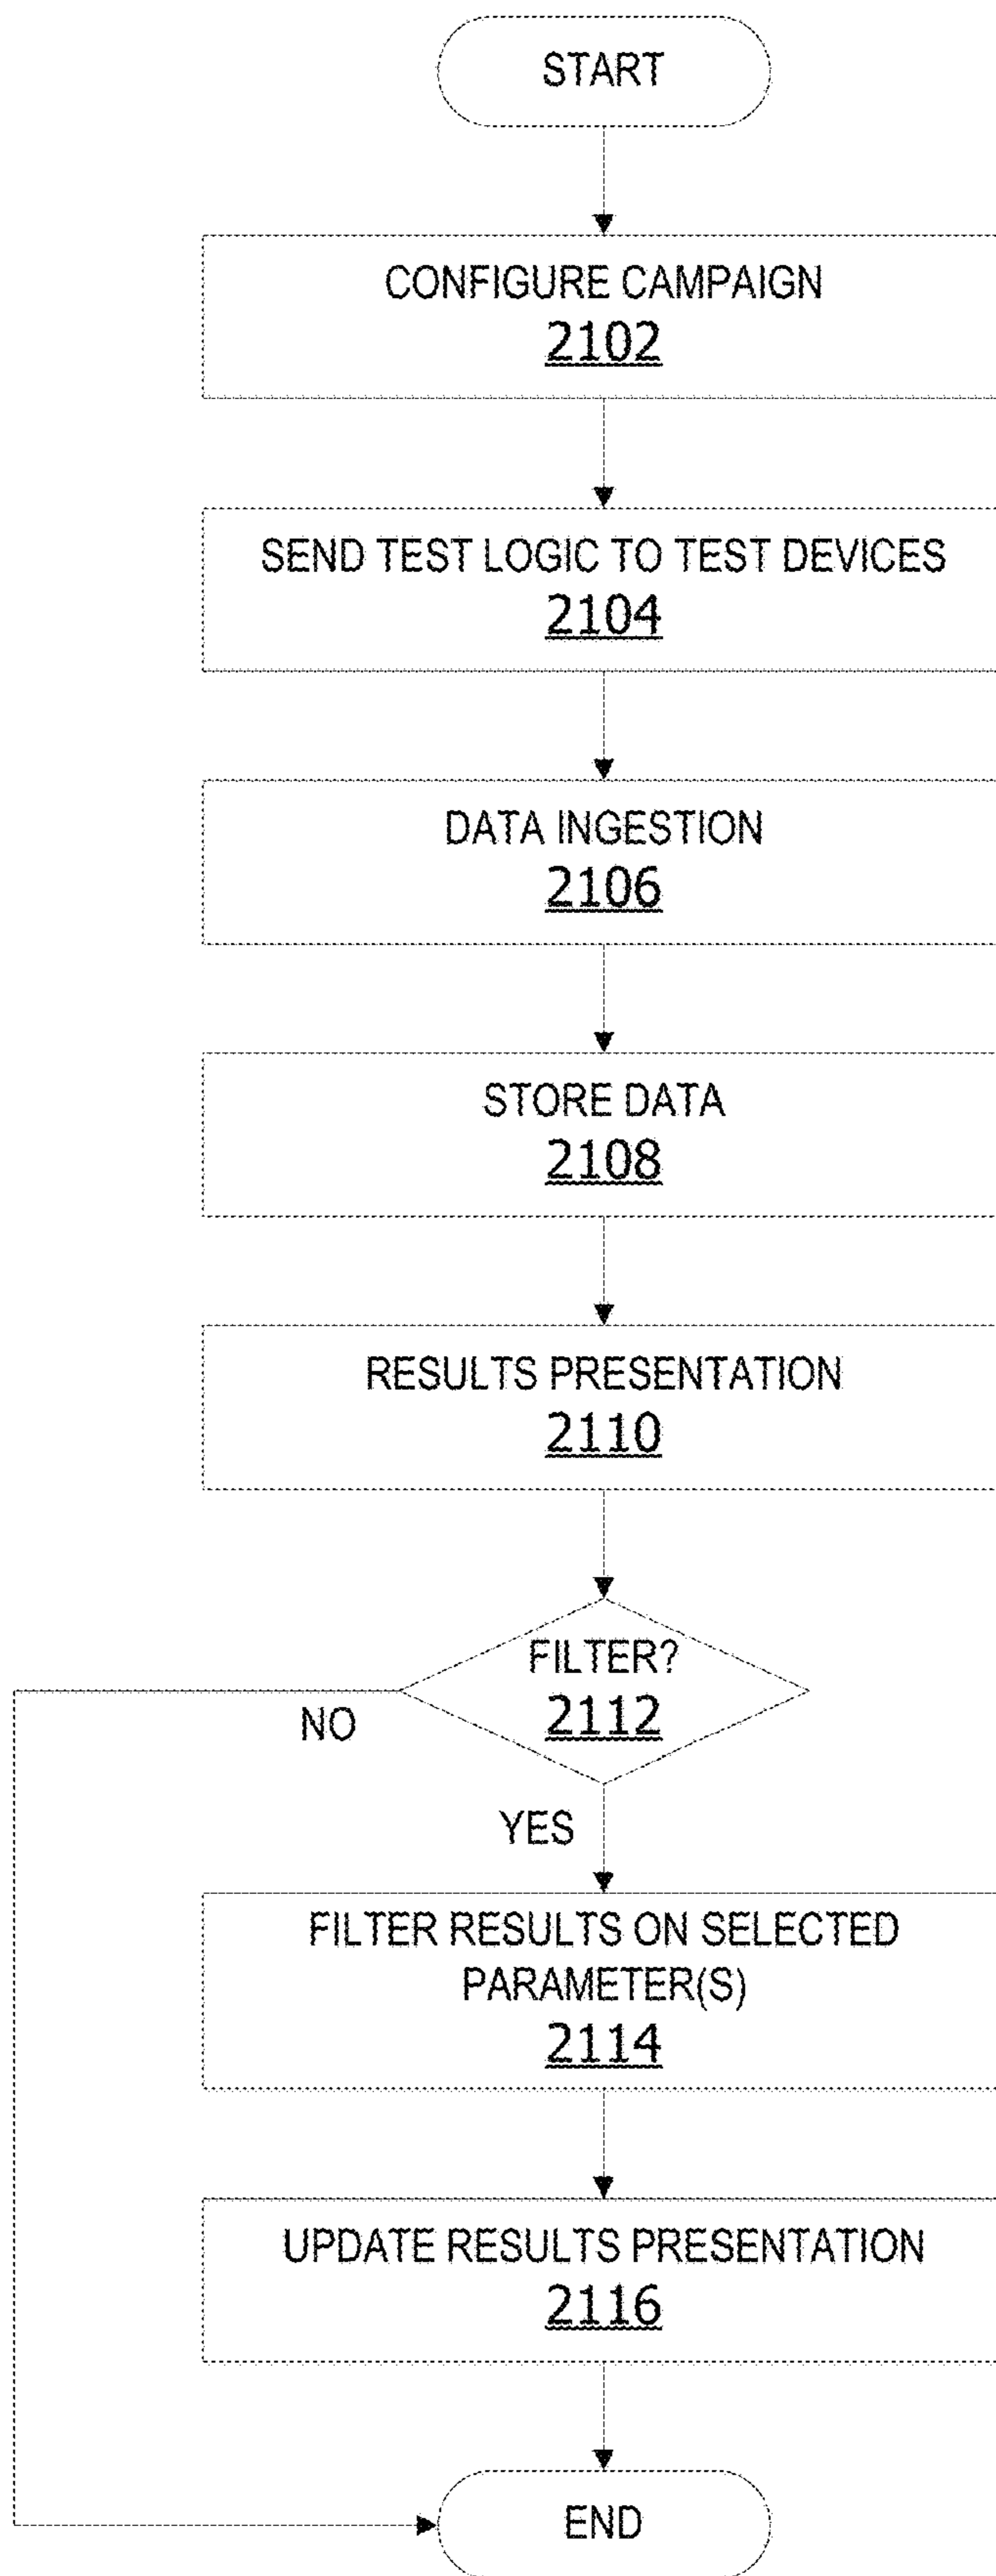 START
CONFIGURE CAMPAIGN
2102
SEND TEST LOGIC TO TEST DEVICES
2104
DATA INGESTION
2106
STORE DATA
2108
RESULTS PRESENTATION
2110
FILTER?
2112
NO
YES
FILTER RESULTS ON SELECTED
PARAMETER(S)
2114
UPDATE RESULTS PRESENTATION
2116
END